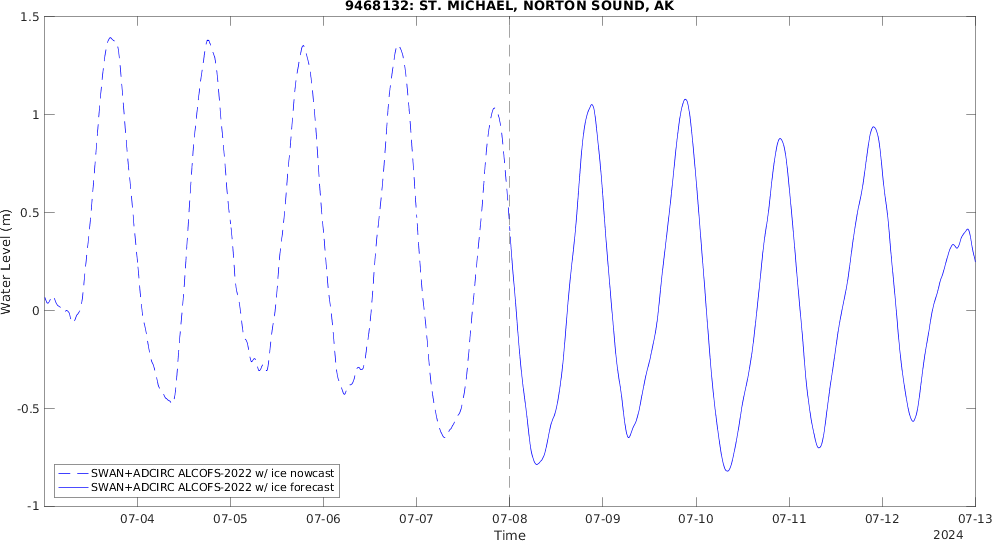 9468132: ST. MICHAEL, NORTON SOUND, AK
1.5
1
0.5
0
-0.5
-1
Water Level (m)
SWAN+ADCIRC ALCOFS-2022 w/ ice nowcast
SWAN+ADCIRC ALCOFS-2022 w/ ice forecast
07-04 07-05 07-06 07-07 07-08 07-09 07-10 07-11 07-12 07-13
Time
2024